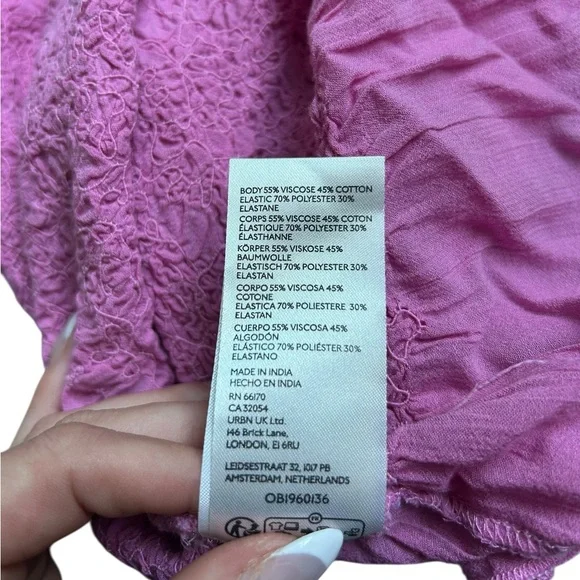 BODY 55% VISCOSE 45% COTTON
ELASTIC 70% POLYESTER 30%
ELASTANE
CORPS 55% VISCOSE 45% COTON
ÉLASTIQUE 70% POLYESTER 30%
ÉLASTHANNE
KÖRPER 55% VISKOSE 45%
BAUMWOLLE
ELASTISCH 70% POLYESTER 30%
ELASTAN
CORPO 55% VISCOSA 45%
COTONE
ELASTICA 70% POLIESTERE 30%
ELASTAN
CUERPO 55% VISCOSA 45%
ALGODÓN
ELÁSTICO 70% POLIÉSTER 30%
ELASTANO
MADE IN INDIA
HECHO EN INDIA
RN 66170
CA 32054
URBN UK Ltd.
146 Brick Lane,
LONDON, E1 6RU
LEIDSESTRAAT 32, 1017 PB
AMSTERDAM, NETHERLANDS
OB1960136
FR